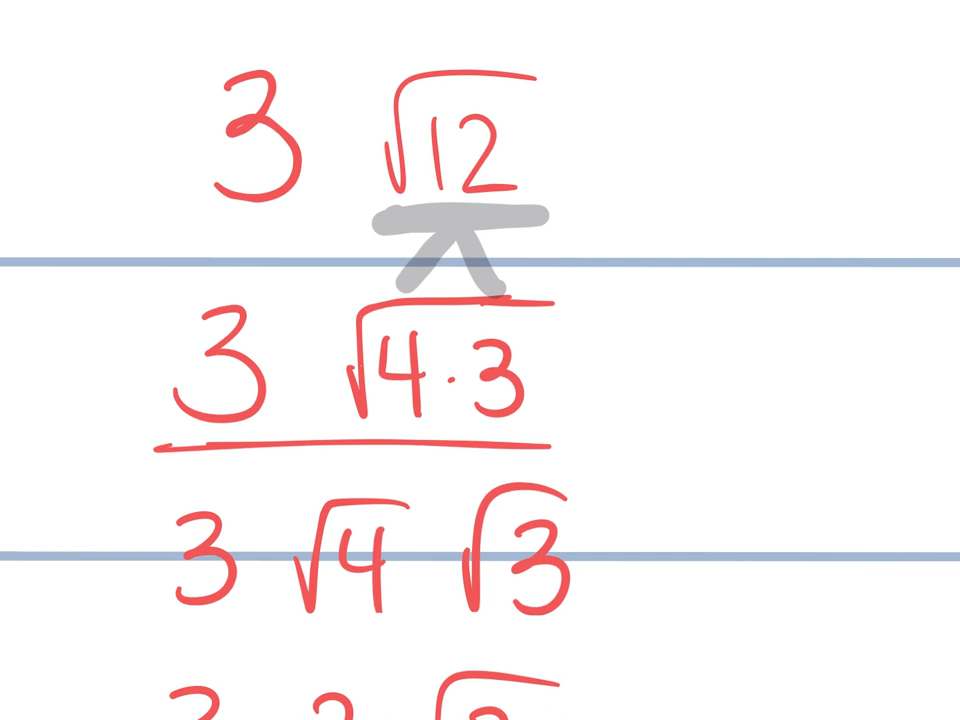 3 √12
3 √4·3
3 √4 √3